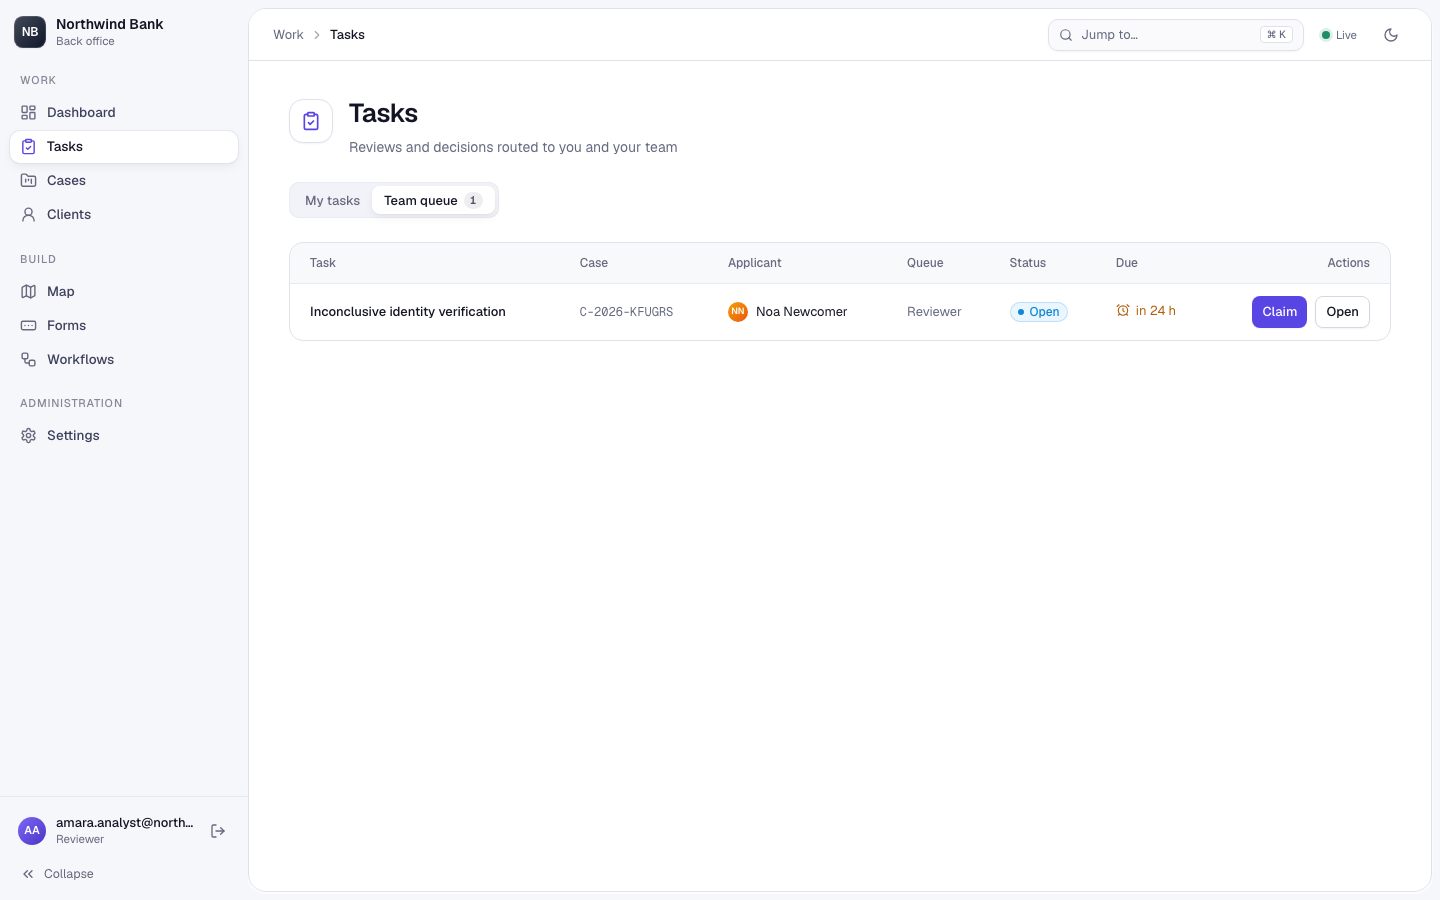 NB
Northwind Bank
Back office
WORK
Dashboard
Tasks
Cases
Clients
BUILD
Map
Forms
Workflows
ADMINISTRATION
Settings
AA
amara.analyst@north...
Reviewer
Collapse
Work > Tasks
Jump to...
⌘ K
Live
Tasks
Reviews and decisions routed to you and your team
My tasks
Team queue 1
Task Case Applicant Queue Status Due Actions
Inconclusive identity verification C-2026-KFUGRS NN Noa Newcomer Reviewer Open in 24 h Claim Open